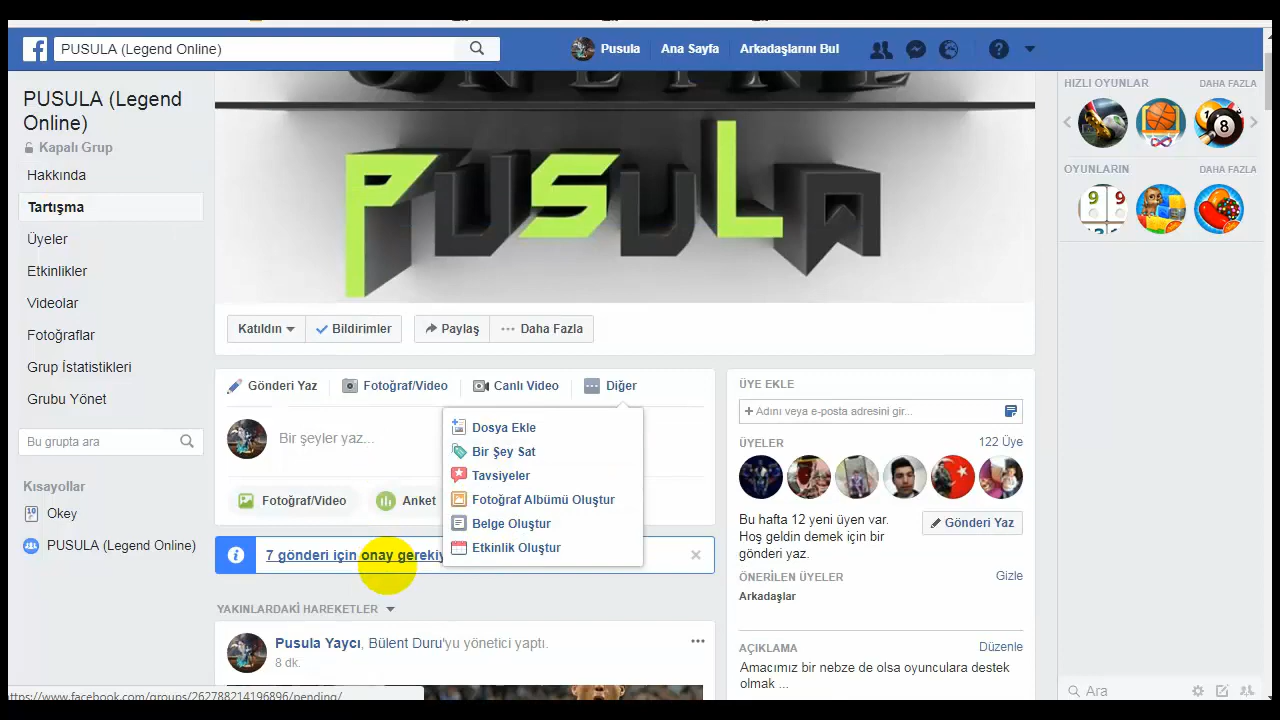 PUSULA (Legend Online)
Pusula
Ana Sayfa
Arkadaşlarını Bul
PUSULA (Legend
Online)
Kapalı Grup
Hakkında
Tartışma
Üyeler
Etkinlikler
Videolar
Fotoğraflar
Grup İstatistikleri
Grubu Yönet
Bu grupta ara
Kısayollar
Okey
PUSULA (Legend Online)
ONLINE
PUSULA
Katıldın
Bildirimler
Paylaş
Daha Fazla
Gönderi Yaz
Fotoğraf/Video
Canlı Video
Diğer
Bir şeyler yaz...
Fotoğraf/Video
Anket
Dosya Ekle
Bir Şey Sat
Tavsiyeler
Fotoğraf Albümü Oluştur
Belge Oluştur
Etkinlik Oluştur
7 gönderi için onay gerekiy
YAKINLARDAKİ HAREKETLER
Pusula Yaycı, Bülent Duru'yu yönetici yaptı.
8 dk.
ÜYE EKLE
+ Adını veya e-posta adresini gir...
ÜYELER
122 Üye
Bu hafta 12 yeni üyen var.
Hoş geldin demek için bir
gönderi yaz.
Gönderi Yaz
ÖNERİLEN ÜYELER
Gizle
Arkadaşlar
AÇIKLAMA
Düzenle
Amacımız bir nebze de olsa oyunculara destek
olmak ...
HIZLI OYUNLAR
DAHA FAZLA
8
OYUNLARIN
DAHA FAZLA
9 9
Ara
https://www.facebook.com/groups/262788214196896/pending/